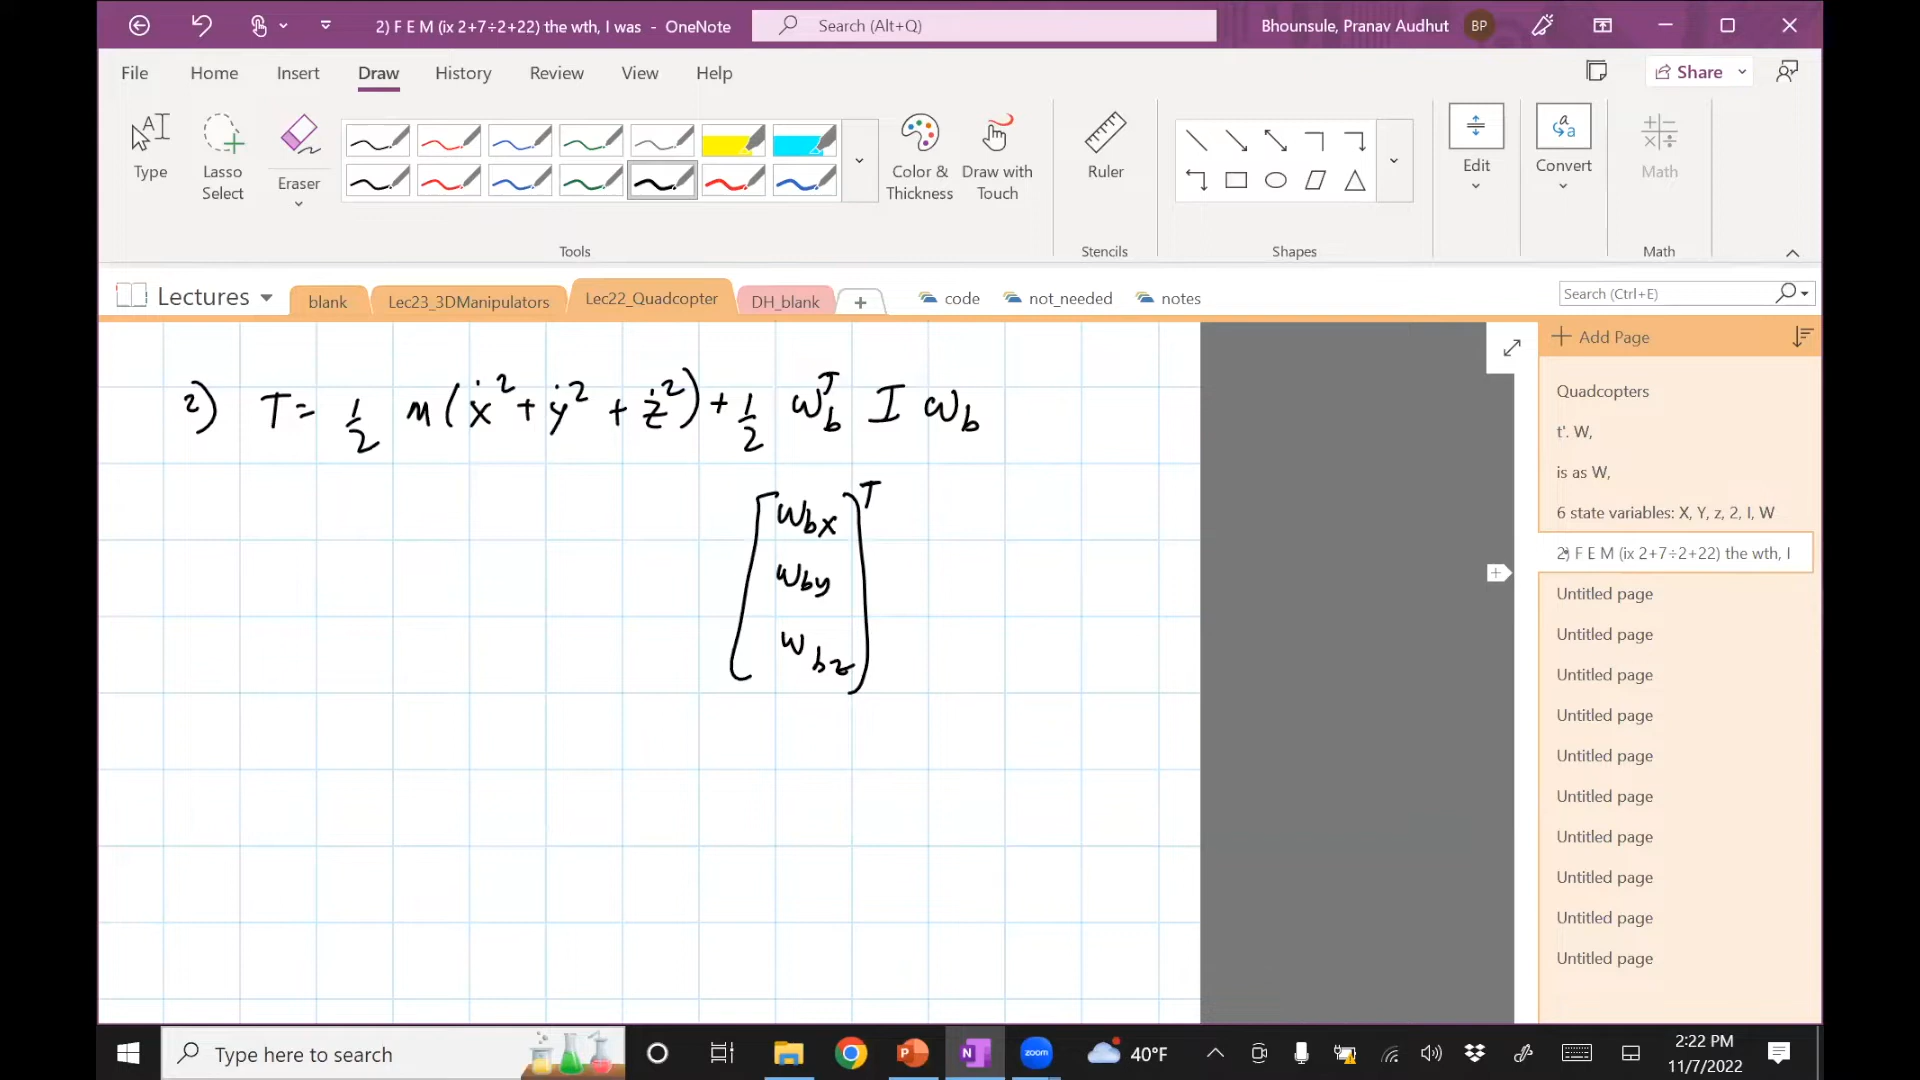 2) F E M (ix 2+7÷2+22) the wth, I was - OneNote
Search (Alt+Q)
Bhounsule, Pranav Audhut
BP
File Home Insert Draw History Review View Help
Share
Type
Lasso Select
Eraser
Color & Thickness
Draw with Touch
Ruler
Edit
Convert
Math
Tools
Stencils
Shapes
Math
Lectures
blank
Lec23_3DManipulators
Lec22_Quadcopter
DH_blank
code
not_needed
notes
Search (Ctrl+E)
Add Page
Quadcopters
t'. W,
is as W,
6 state variables: X, Y, z, 2, I, W
2) F E M (ix 2+7÷2+22) the wth, I
Untitled page
Untitled page
Untitled page
Untitled page
Untitled page
Untitled page
Untitled page
Untitled page
Untitled page
Untitled page
2) T = 1/2 m (ẋ² + ẏ² + ż²) + 1/2 ω_b^T I ω_b
[ω_bx
ω_by
ω_bz]^T
Type here to search
zoom
40°F
2:22 PM
11/7/2022